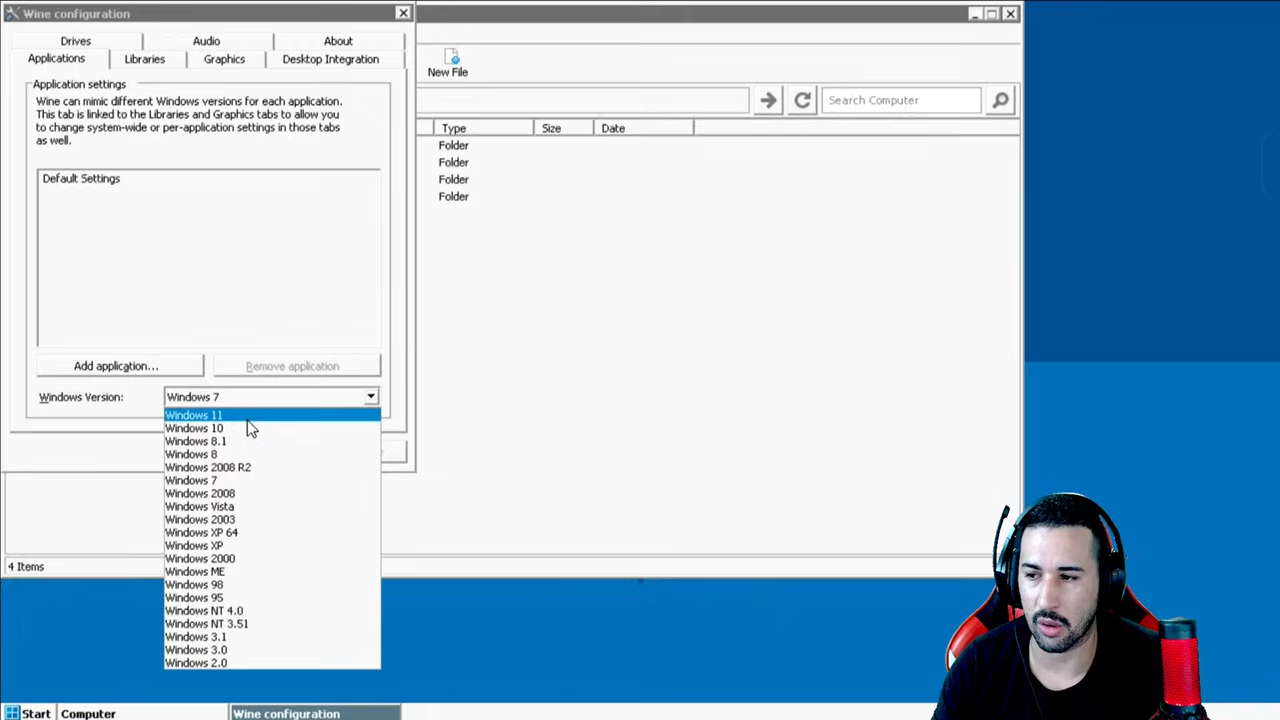 Wine configuration
Drives
Audio
About
Applications
Libraries
Graphics
Desktop Integration
Application settings
Wine can mimic different Windows versions for each application.
This tab is linked to the Libraries and Graphics tabs to allow you
to change system-wide or per-application settings in those tabs
as well.
Default Settings
Add application...
Remove application
Windows Version:
Windows 7
Windows 11
Windows 10
Windows 8.1
Windows 8
Windows 2008 R2
Windows 7
Windows 2008
Windows Vista
Windows 2003
Windows XP 64
Windows XP
Windows 2000
Windows ME
Windows 98
Windows 95
Windows NT 4.0
Windows NT 3.51
Windows 3.1
Windows 3.0
Windows 2.0
New File
Search Computer
Type
Size
Date
Folder
Folder
Folder
Folder
4 Items
Start
Computer
Wine configuration